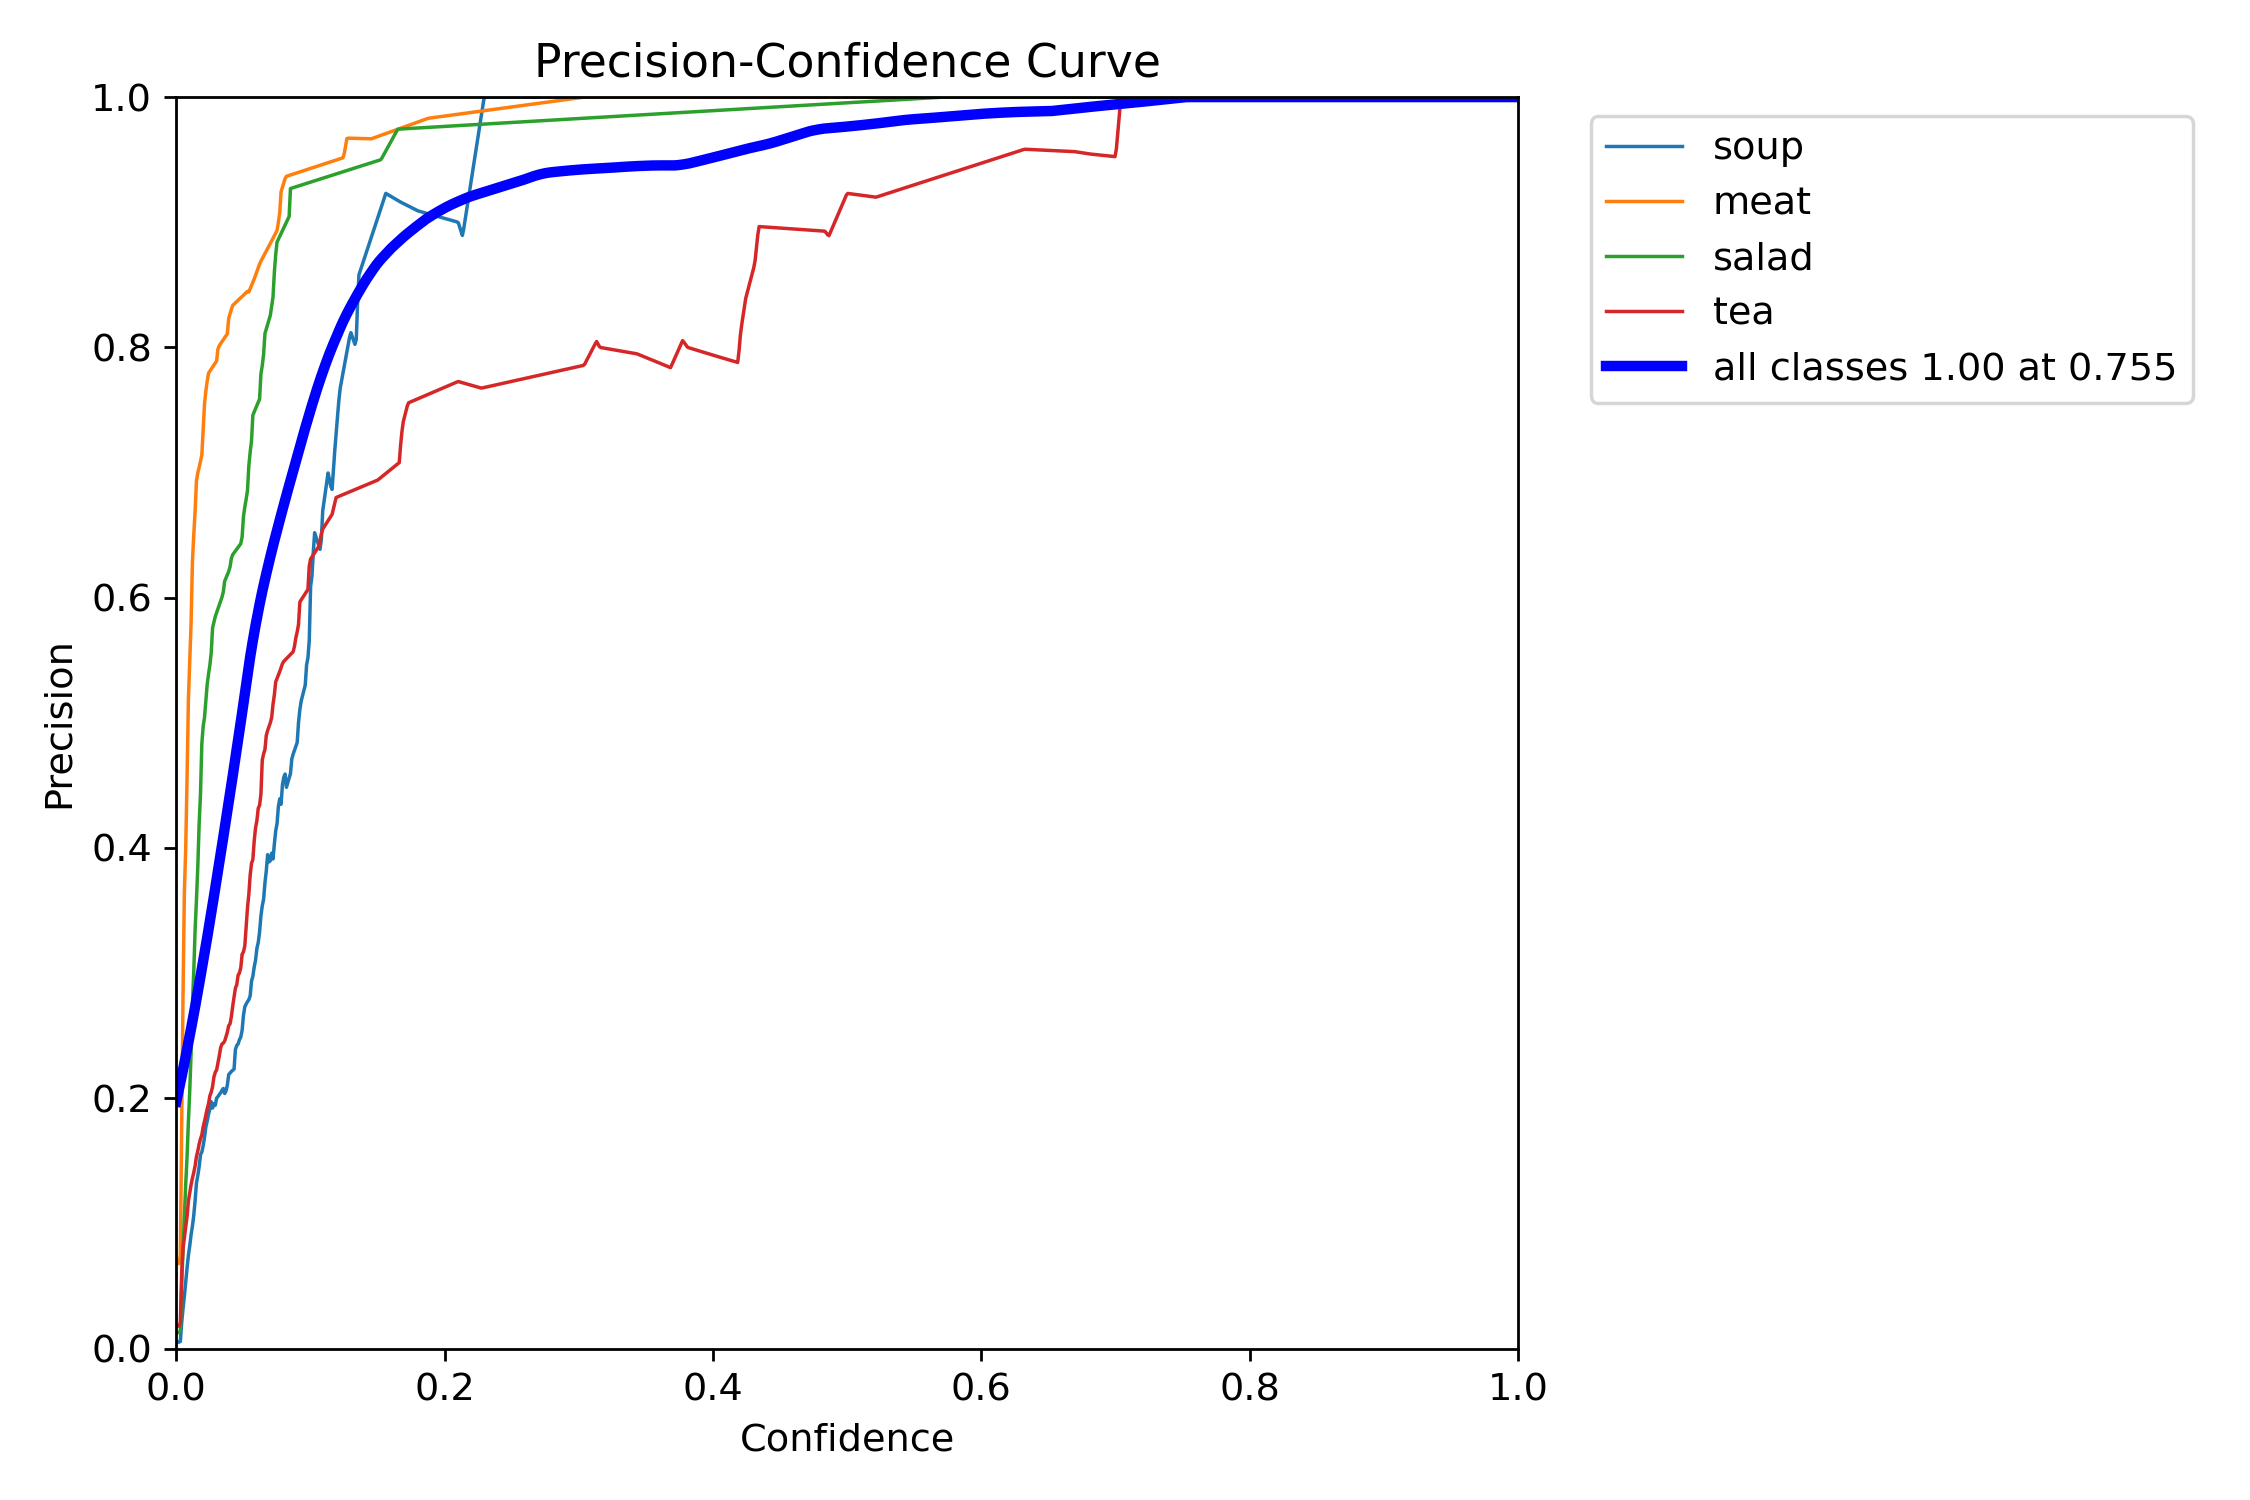 Precision-Confidence Curve
1.0
0.8
0.6
0.4
0.2
0.0
Precision
0.0 0.2 0.4 0.6 0.8 1.0
Confidence
soup
meat
salad
tea
all classes 1.00 at 0.755